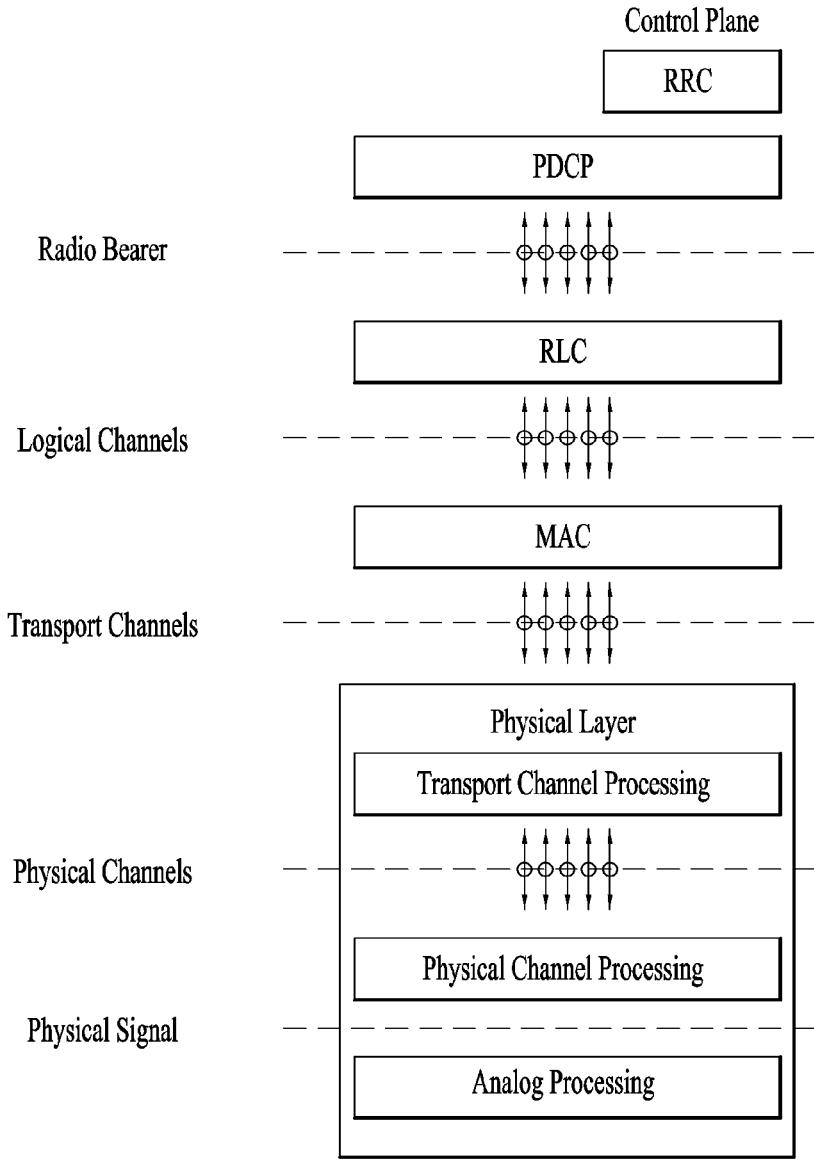 Control Plane
RRC
PDCP
Radio Bearer
RLC
Logical Channels
MAC
Transport Channels
Physical Layer
Transport Channel Processing
Physical Channels
Physical Channel Processing
Physical Signal
Analog Processing